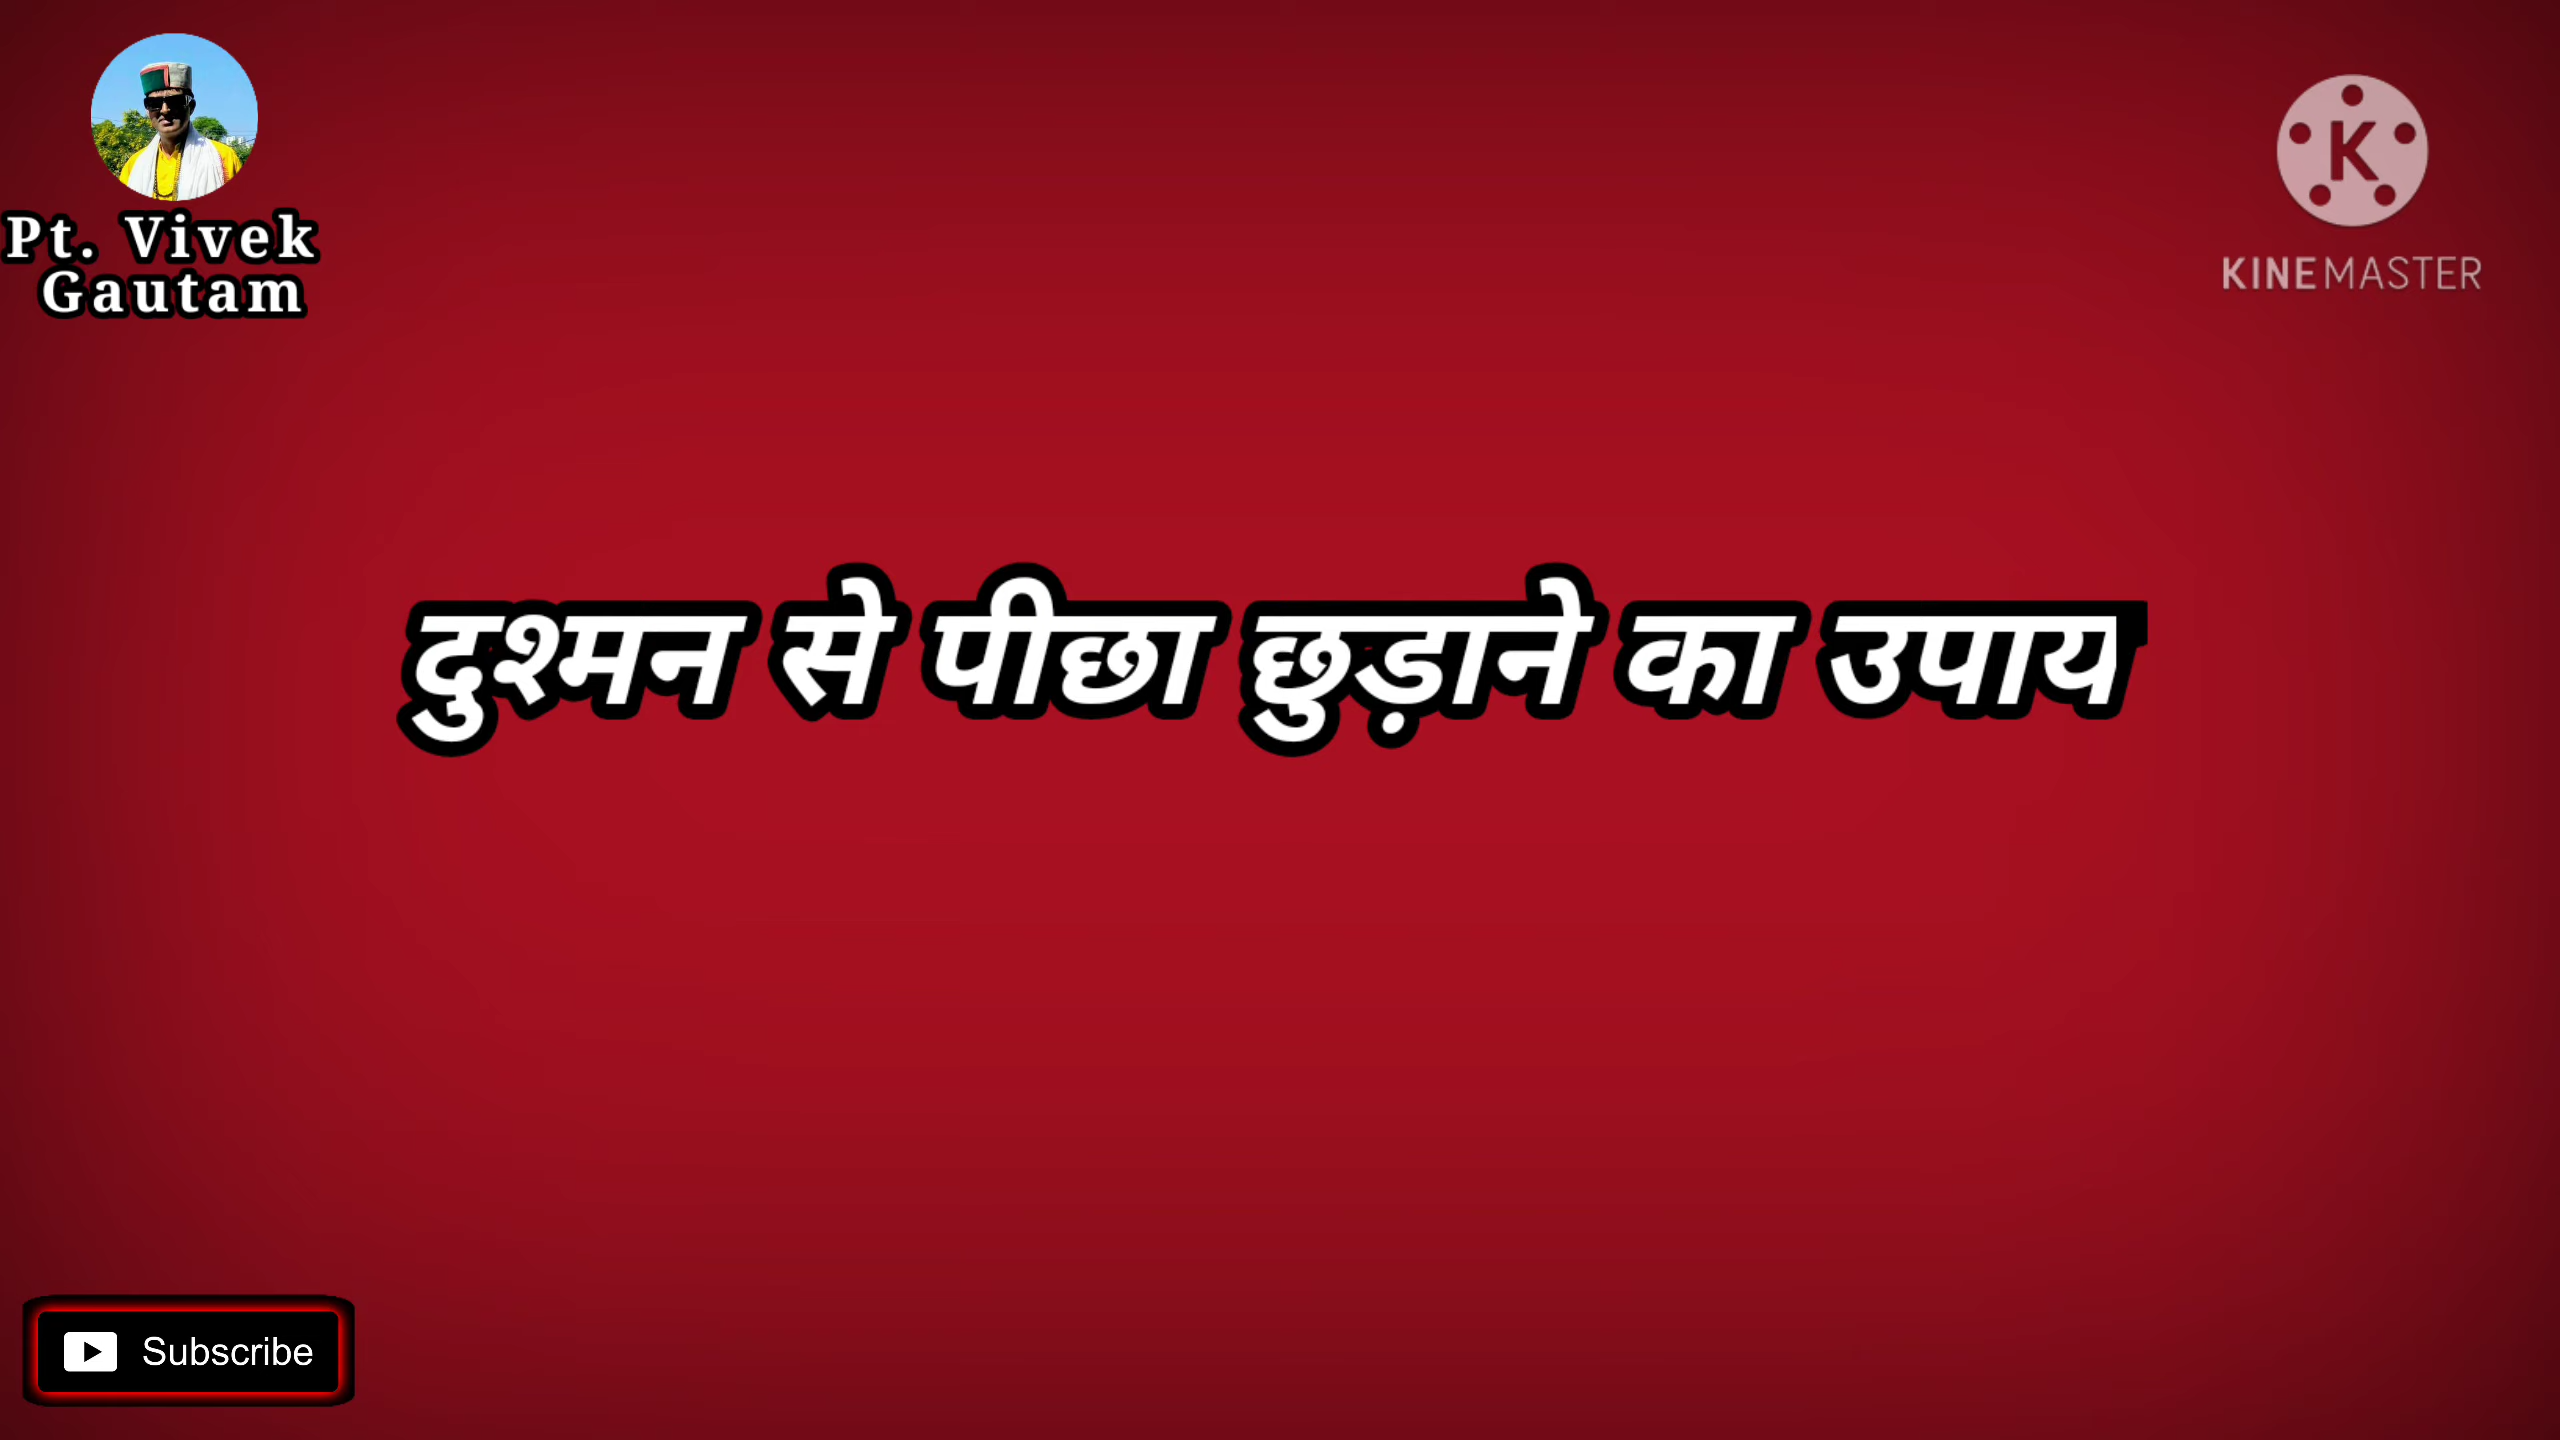 Pt. Vivek
Gautam
K
KINEMASTER
दुश्मन से पीछा छुड़ाने का उपाय
Subscribe